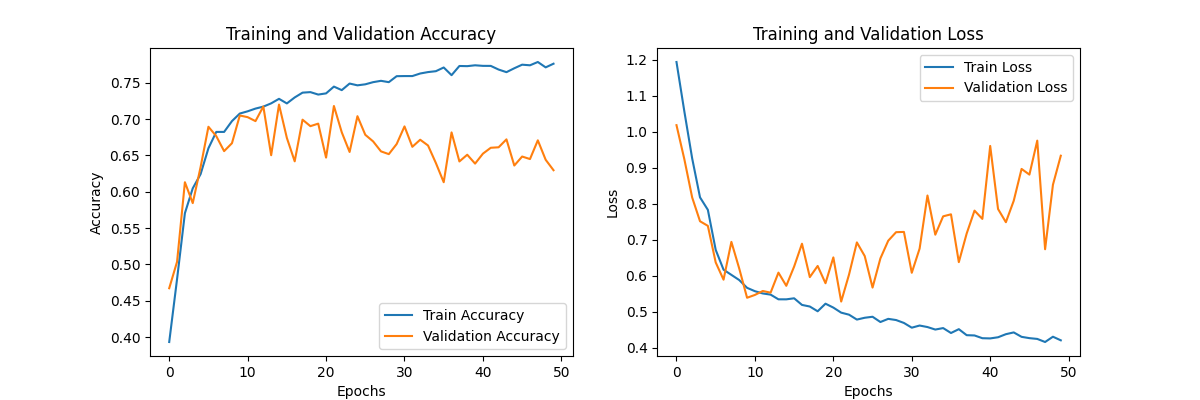 Training and Validation Accuracy
Accuracy
0.75
0.70
0.65
0.60
0.55
0.50
0.45
0.40
0
10
20
30
40
50
Epochs
Train Accuracy
Validation Accuracy
Training and Validation Loss
Loss
1.2
1.1
1.0
0.9
0.8
0.7
0.6
0.5
0.4
0
10
20
30
40
50
Epochs
Train Loss
Validation Loss